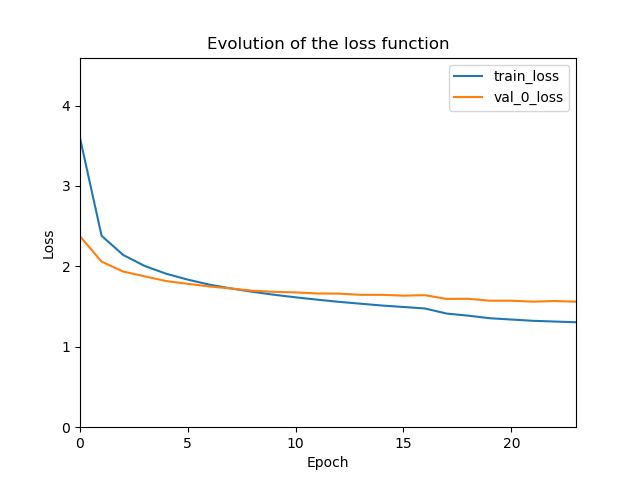 Evolution of the loss function
train_loss
val_0_loss
4
3
2
1
0
Loss
0 5 10 15 20
Epoch